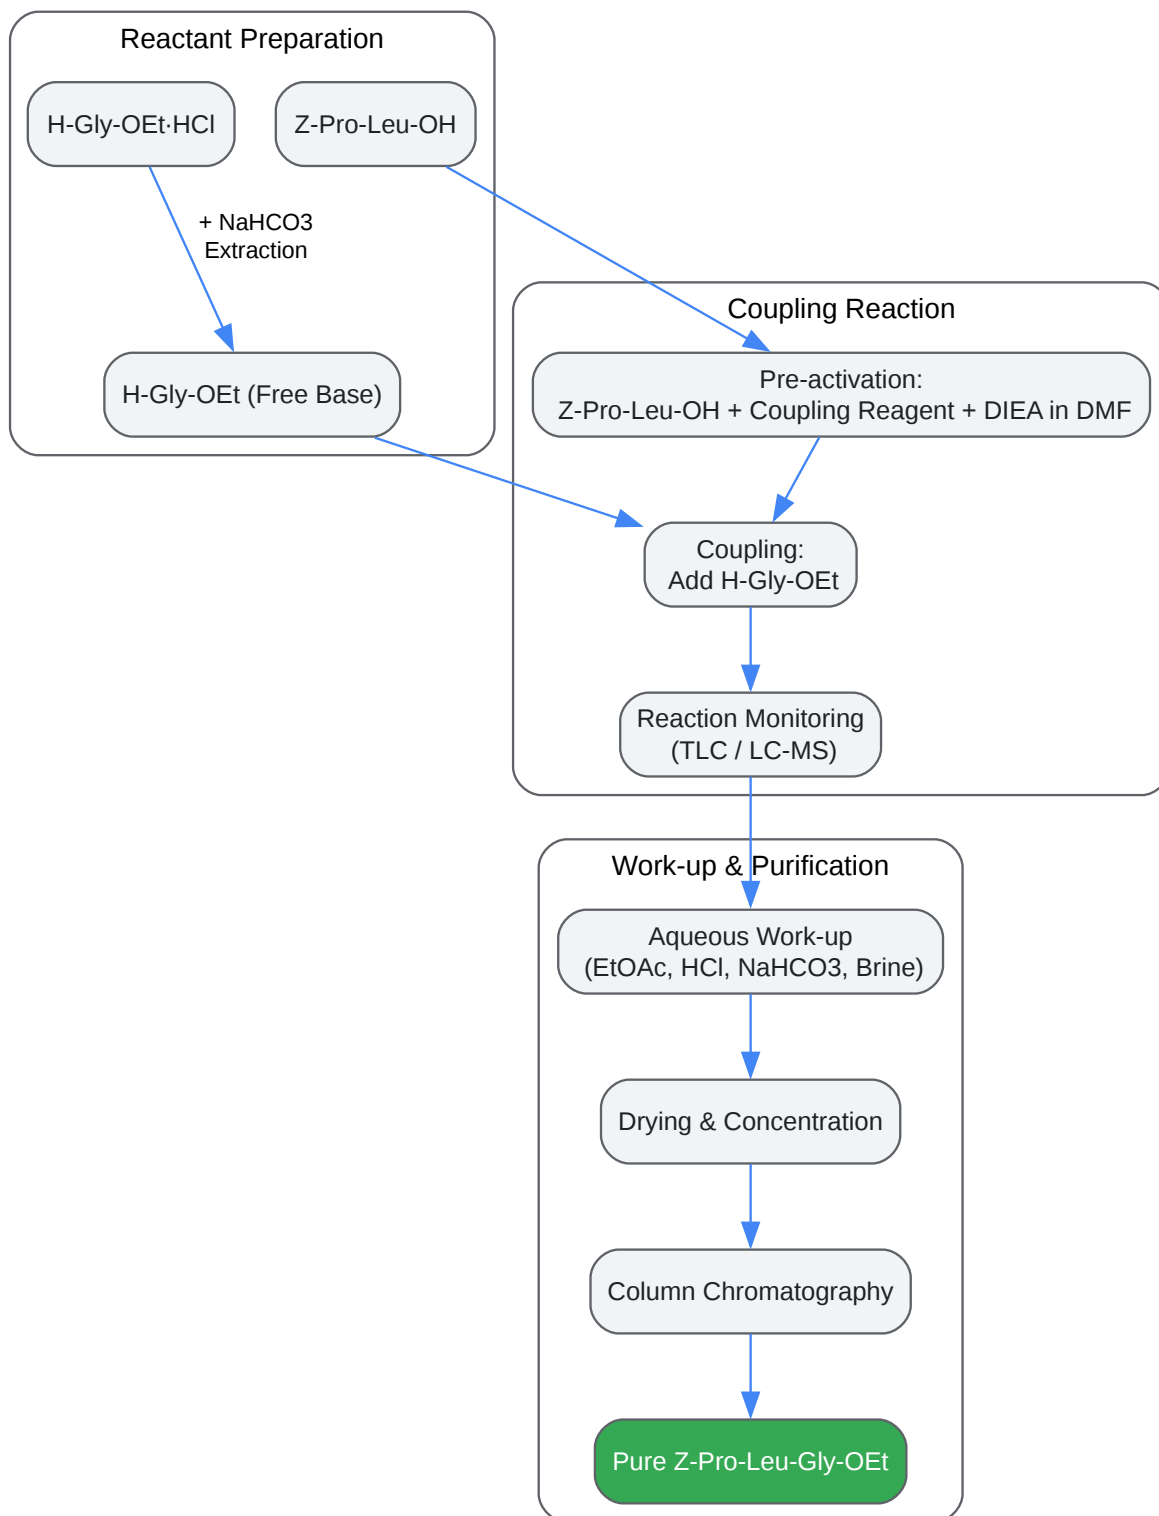 Reactant Preparation
H-Gly-OEt·HCl
Z-Pro-Leu-OH
+ NaHCO3
Extraction
H-Gly-OEt (Free Base)
Coupling Reaction
Pre-activation:
Z-Pro-Leu-OH + Coupling Reagent + DIEA in DMF
Coupling:
Add H-Gly-OEt
Reaction Monitoring
(TLC / LC-MS)
Work-up & Purification
Aqueous Work-up
(EtOAc, HCl, NaHCO3, Brine)
Drying & Concentration
Column Chromatography
Pure Z-Pro-Leu-Gly-OEt